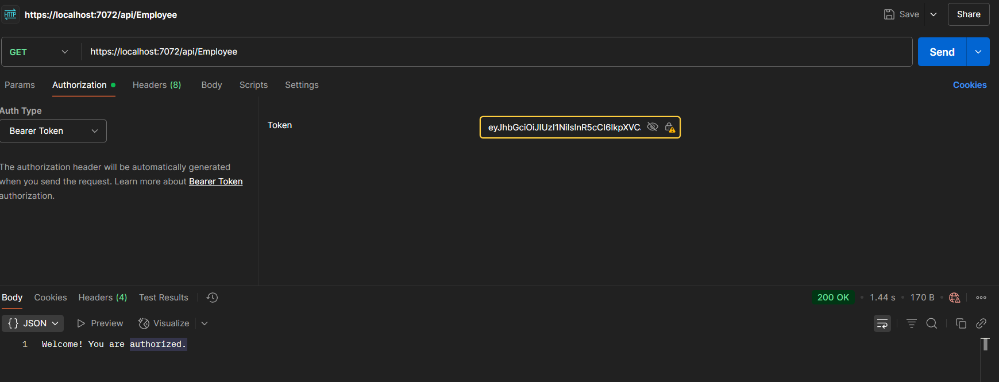 HTTP https://localhost:7072/api/Employee Save Share
GET https://localhost:7072/api/Employee Send
Params Authorization Headers (8) Body Scripts Settings Cookies
Auth Type
Bearer Token
Token eyJhbGciOiJIUzI1NiIsInR5cCI6IkpXVC.
The authorization header will be automatically generated
when you send the request. Learn more about Bearer Token
authorization.
Body Cookies Headers (4) Test Results 200 OK • 1.44 s • 170 B •
{} JSON Preview Visualize
1 Welcome! You are authorized.